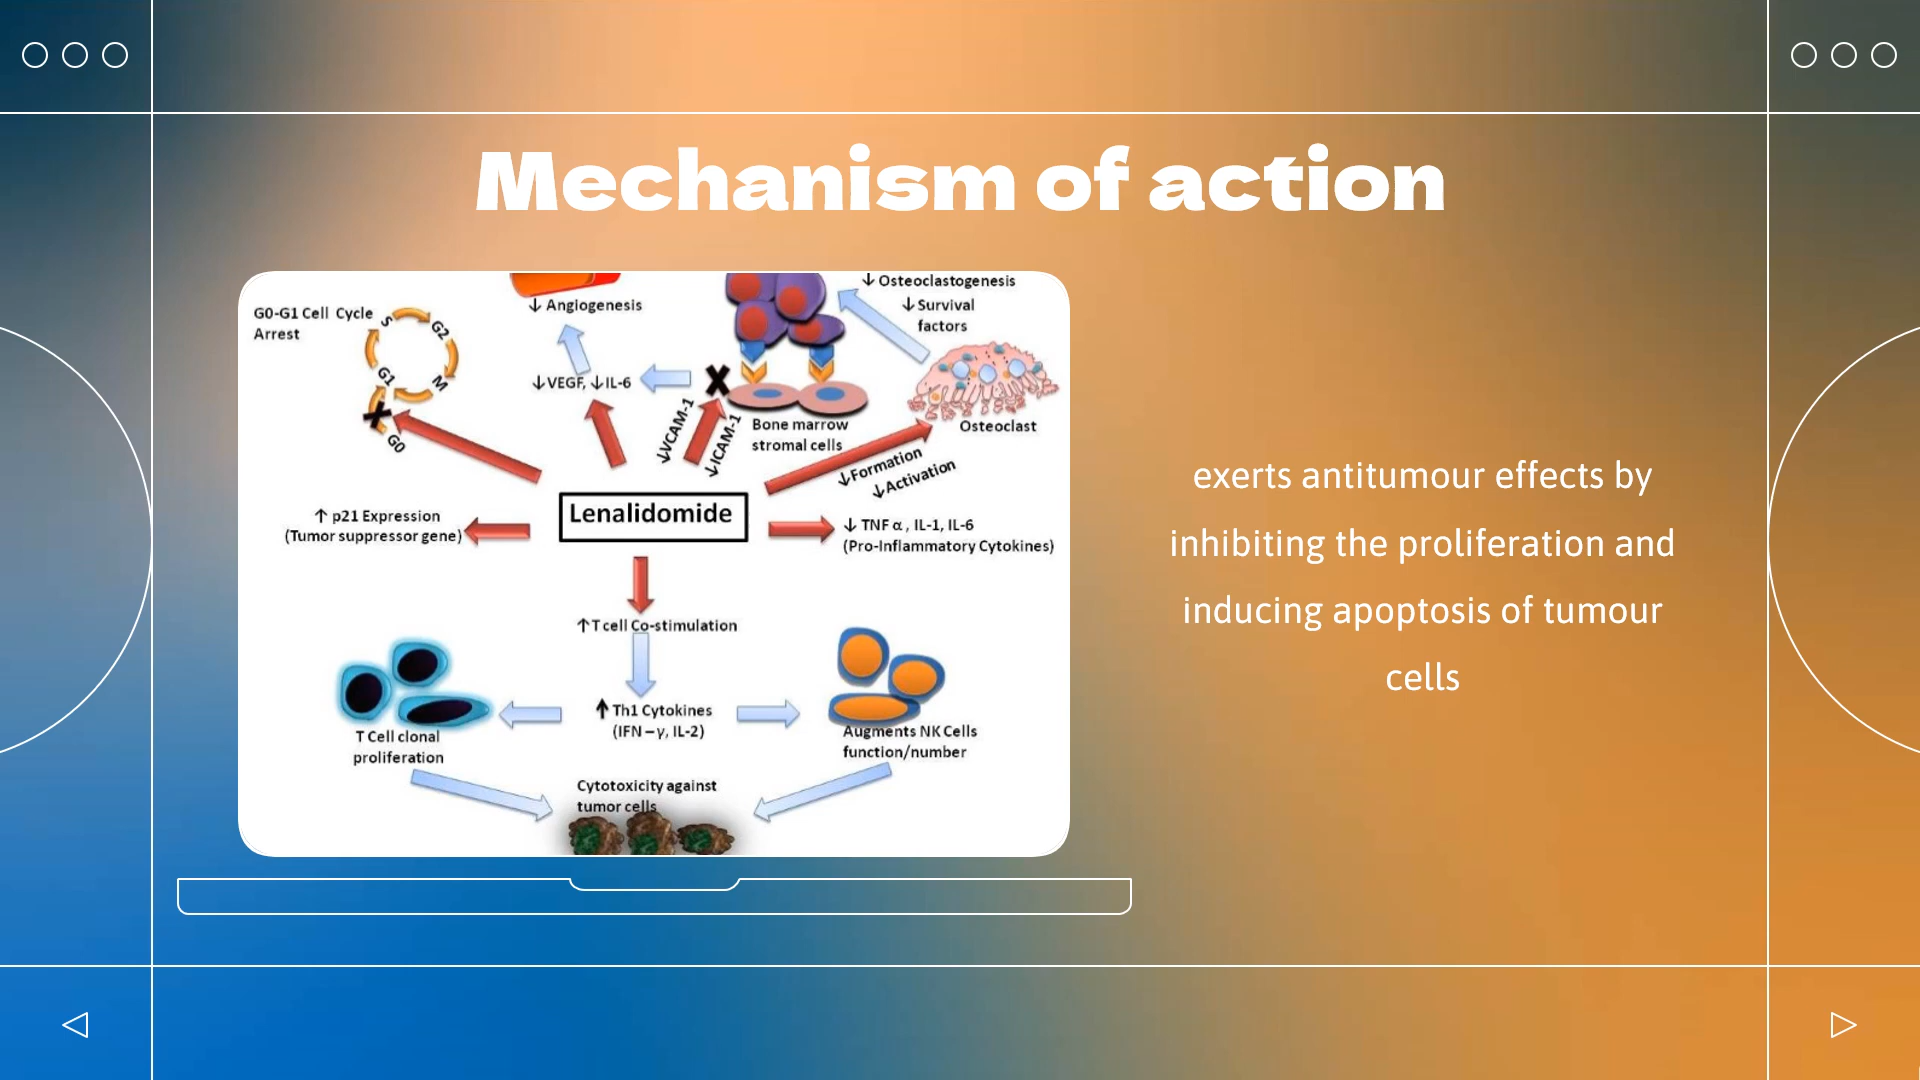 Mechanism of action
G0-G1 Cell Cycle
Arrest
S
G2
M
G1
G0
↓ Angiogenesis
↓VEGF, ↓IL-6
↓VCAM-1
↓ICAM-1
Bone marrow
stromal cells
↓ Osteoclastogenesis
↓Survival
factors
Osteoclast
↓Formation
↓Activation
↑ p21 Expression
(Tumor suppressor gene)
Lenalidomide
↓ TNF α , IL-1, IL-6
(Pro-Inflammatory Cytokines)
↑T cell Co-stimulation
↑Th1 Cytokines
(IFN – γ, IL-2)
T Cell clonal
proliferation
Augments NK Cells
function/number
Cytotoxicity against
tumor cells
exerts antitumour effects by
inhibiting the proliferation and
inducing apoptosis of tumour
cells